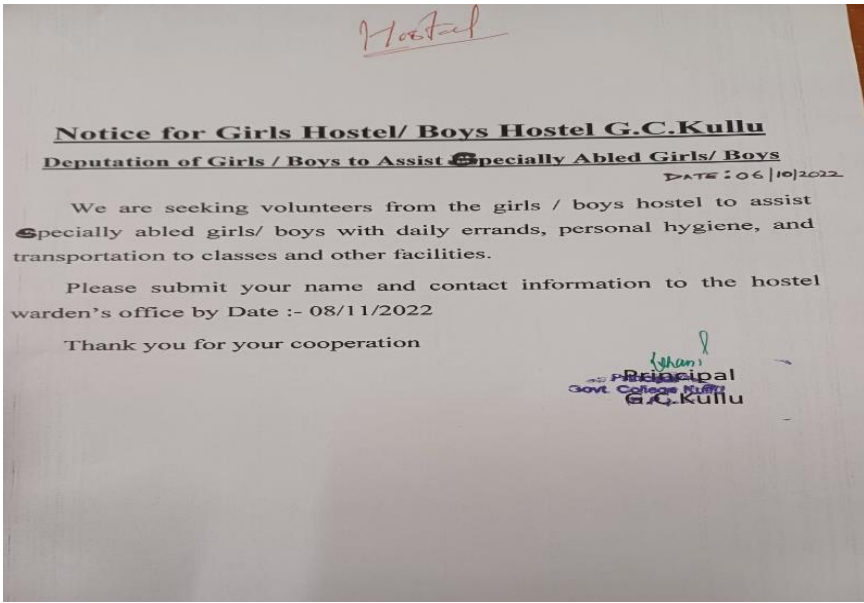 Hostel
Notice for Girls Hostel/ Boys Hostel G.C.Kullu
Deputation of Girls / Boys to Assist Specially Abled Girls/ Boys
DATE : 06/10/2022
We are seeking volunteers from the girls / boys hostel to assist
Specially abled girls/ boys with daily errands, personal hygiene, and
transportation to classes and other facilities.
Please submit your name and contact information to the hostel
warden's office by Date :- 08/11/2022
Thank you for your cooperation
Principal
Principal
Govt. College Kullu
G.C.Kullu